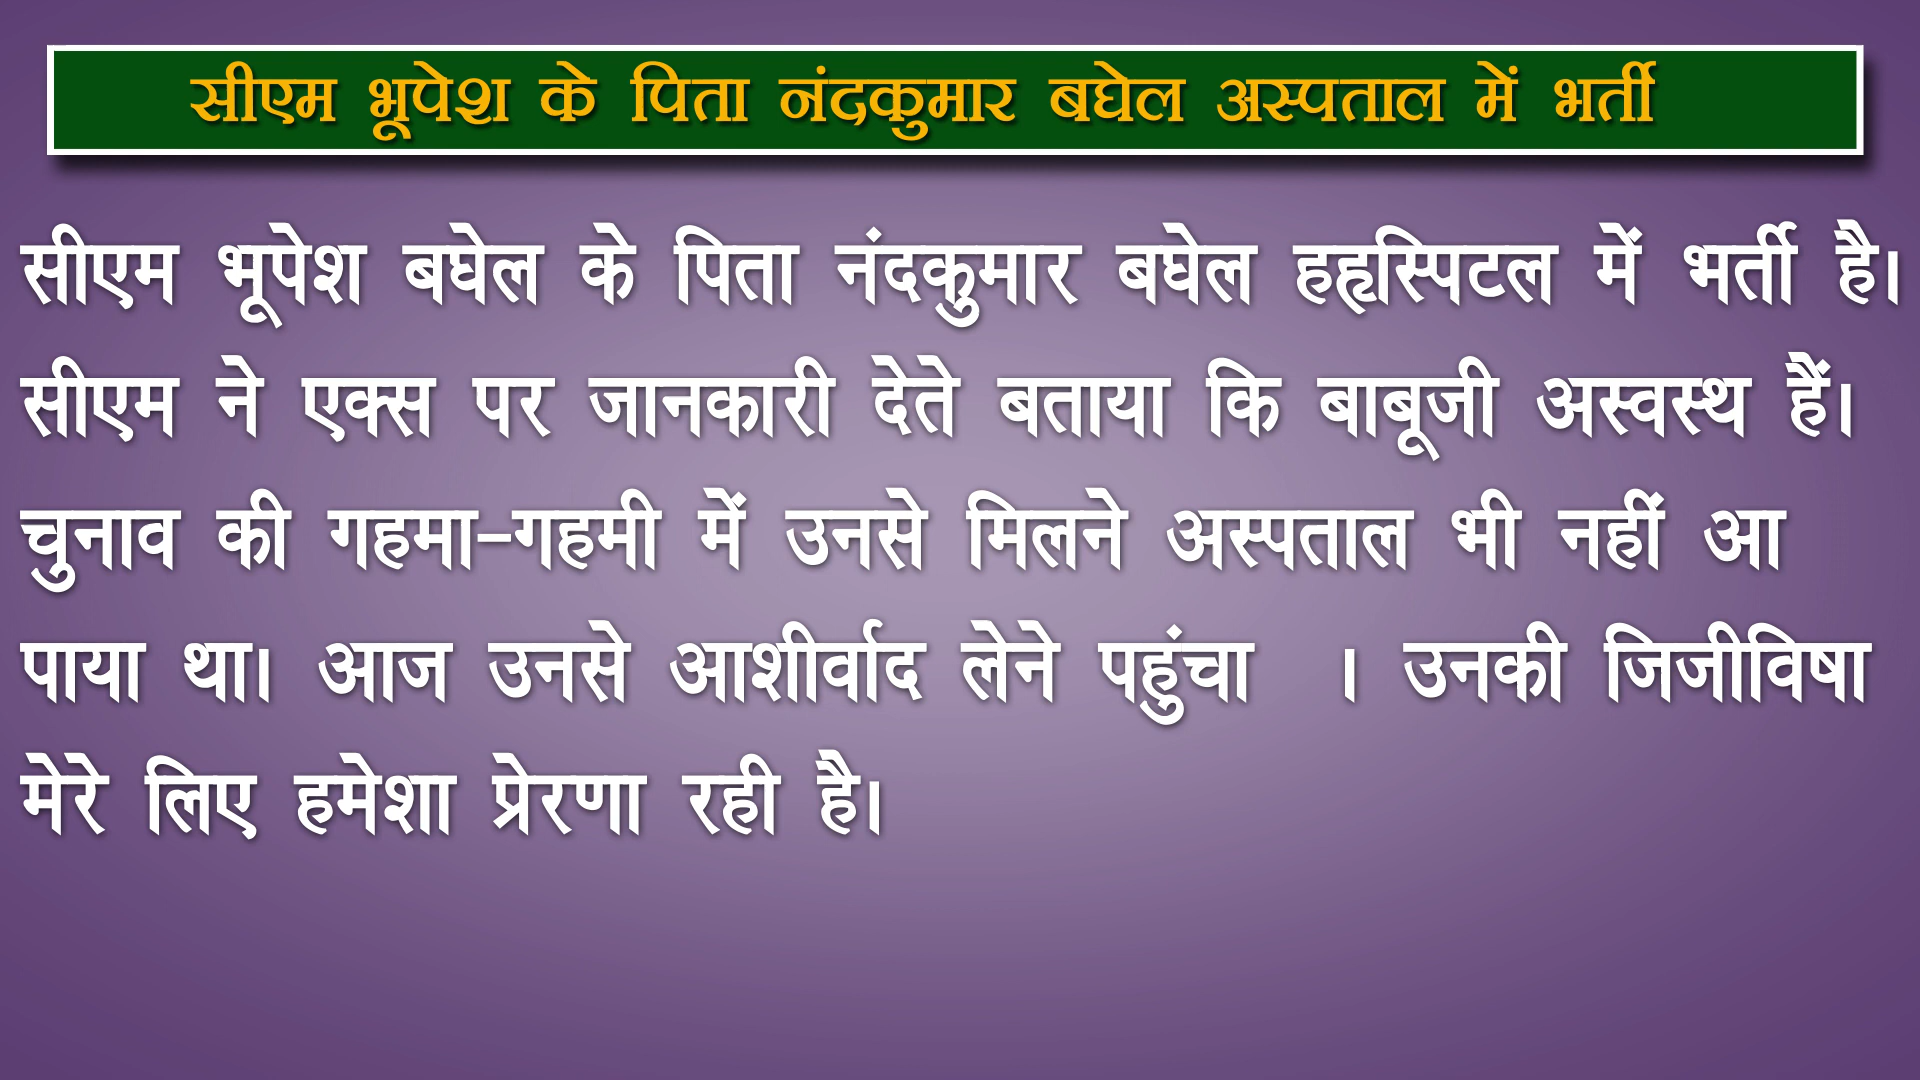 सीएम भूपेश के पिता नंदकुमार बघेल अस्पताल में भर्ती
सीएम भूपेश बघेल के पिता नंदकुमार बघेल हहृस्पिटल में भर्ती है।
सीएम ने एक्स पर जानकारी देते बताया कि बाबूजी अस्वस्थ हैं।
चुनाव की गहमा-गहमी में उनसे मिलने अस्पताल भी नहीं आ
पाया था। आज उनसे आशीर्वाद लेने पहुंचा । उनकी जिजीविषा
मेरे लिए हमेशा प्रेरणा रही है।